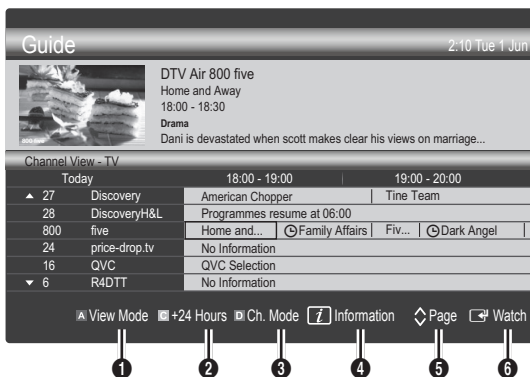 Guide 2:10 Tue 1 Jun
DTV Air 800 five
Home and Away
18:00 - 18:30
Drama
Dani is devastated when scott makes clear his views on marriage...
800 five
Channel View - TV
Today 18:00 - 19:00 19:00 - 20:00
▲ 27 Discovery American Chopper Tine Team
28 DiscoveryH&L Programmes resume at 06:00
800 five Home and... Family Affairs Fiv... Dark Angel
24 price-drop.tv No Information
16 QVC QVC Selection
▼ 6 R4DTT No Information
A View Mode C +24 Hours D Ch. Mode i Information Page Watch
1 2 3 4 5 6